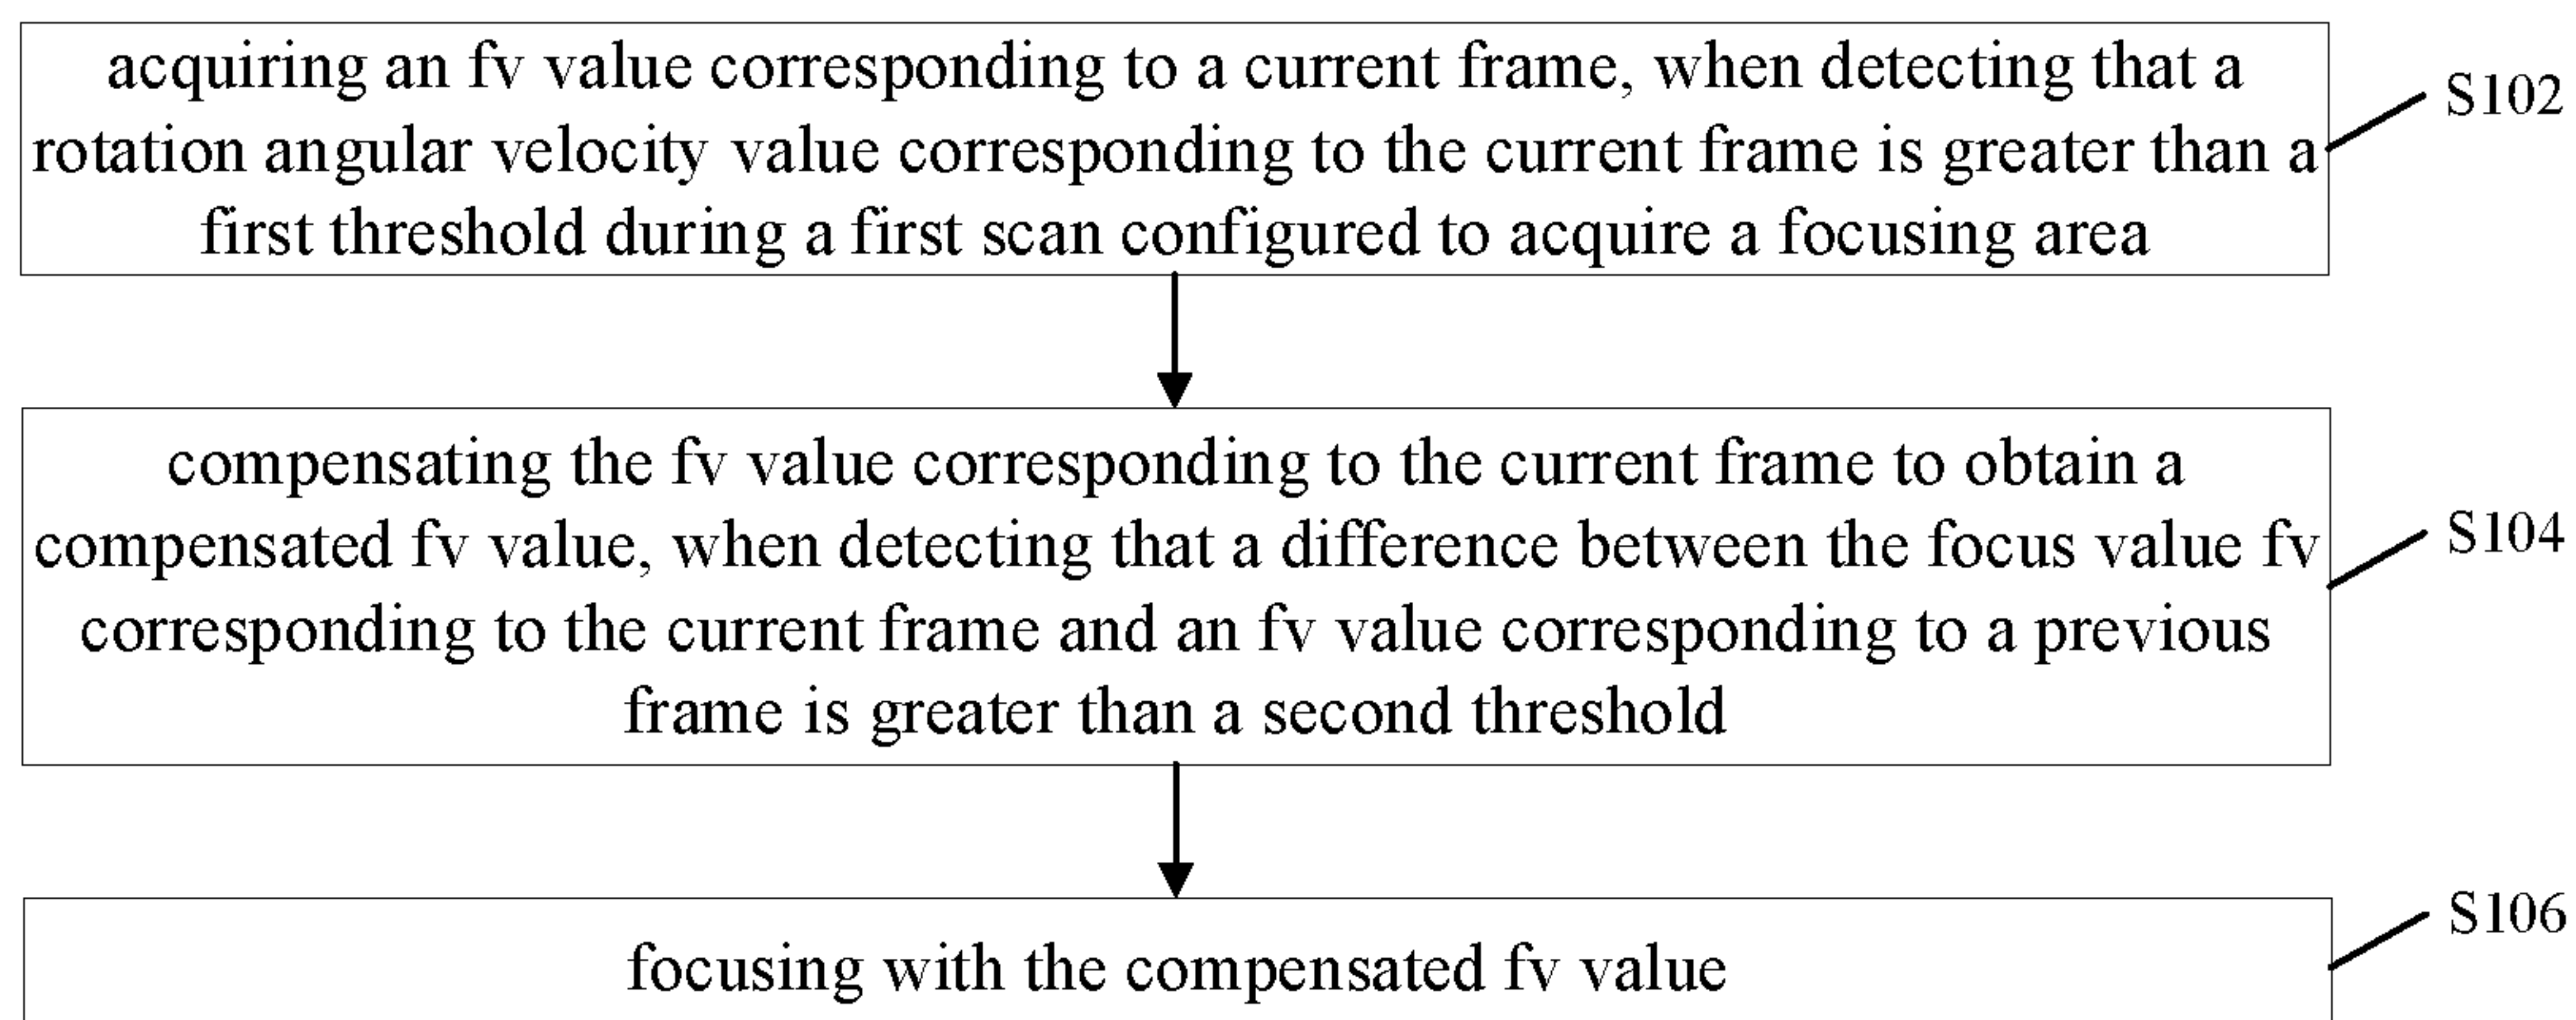 acquiring an fv value corresponding to a current frame, when detecting that a
rotation angular velocity value corresponding to the current frame is greater than a
first threshold during a first scan configured to acquire a focusing area
S102
compensating the fv value corresponding to the current frame to obtain a
compensated fv value, when detecting that a difference between the focus value fv
corresponding to the current frame and an fv value corresponding to a previous
frame is greater than a second threshold
S104
focusing with the compensated fv value
S106